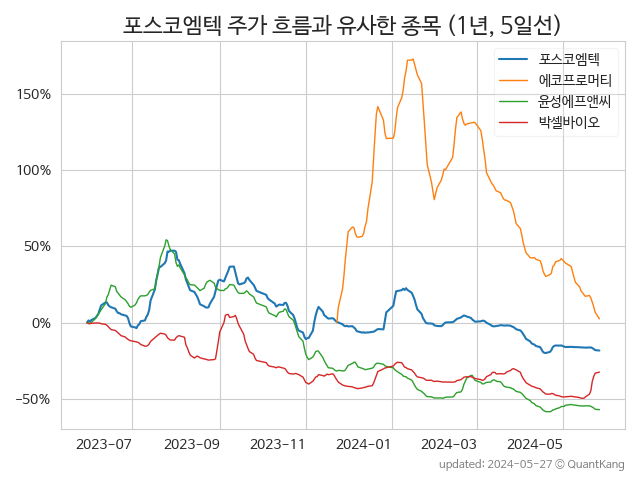 포스코엠텍 주가 흐름과 유사한 종목 (1년, 5일선)
포스코엠텍
에코프로머티
윤성에프앤씨
박셀바이오
150%
100%
50%
0%
−50%
2023−07 2023−09 2023−11 2024−01 2024−03 2024−05
updated: 2024-05-27 © QuantKang